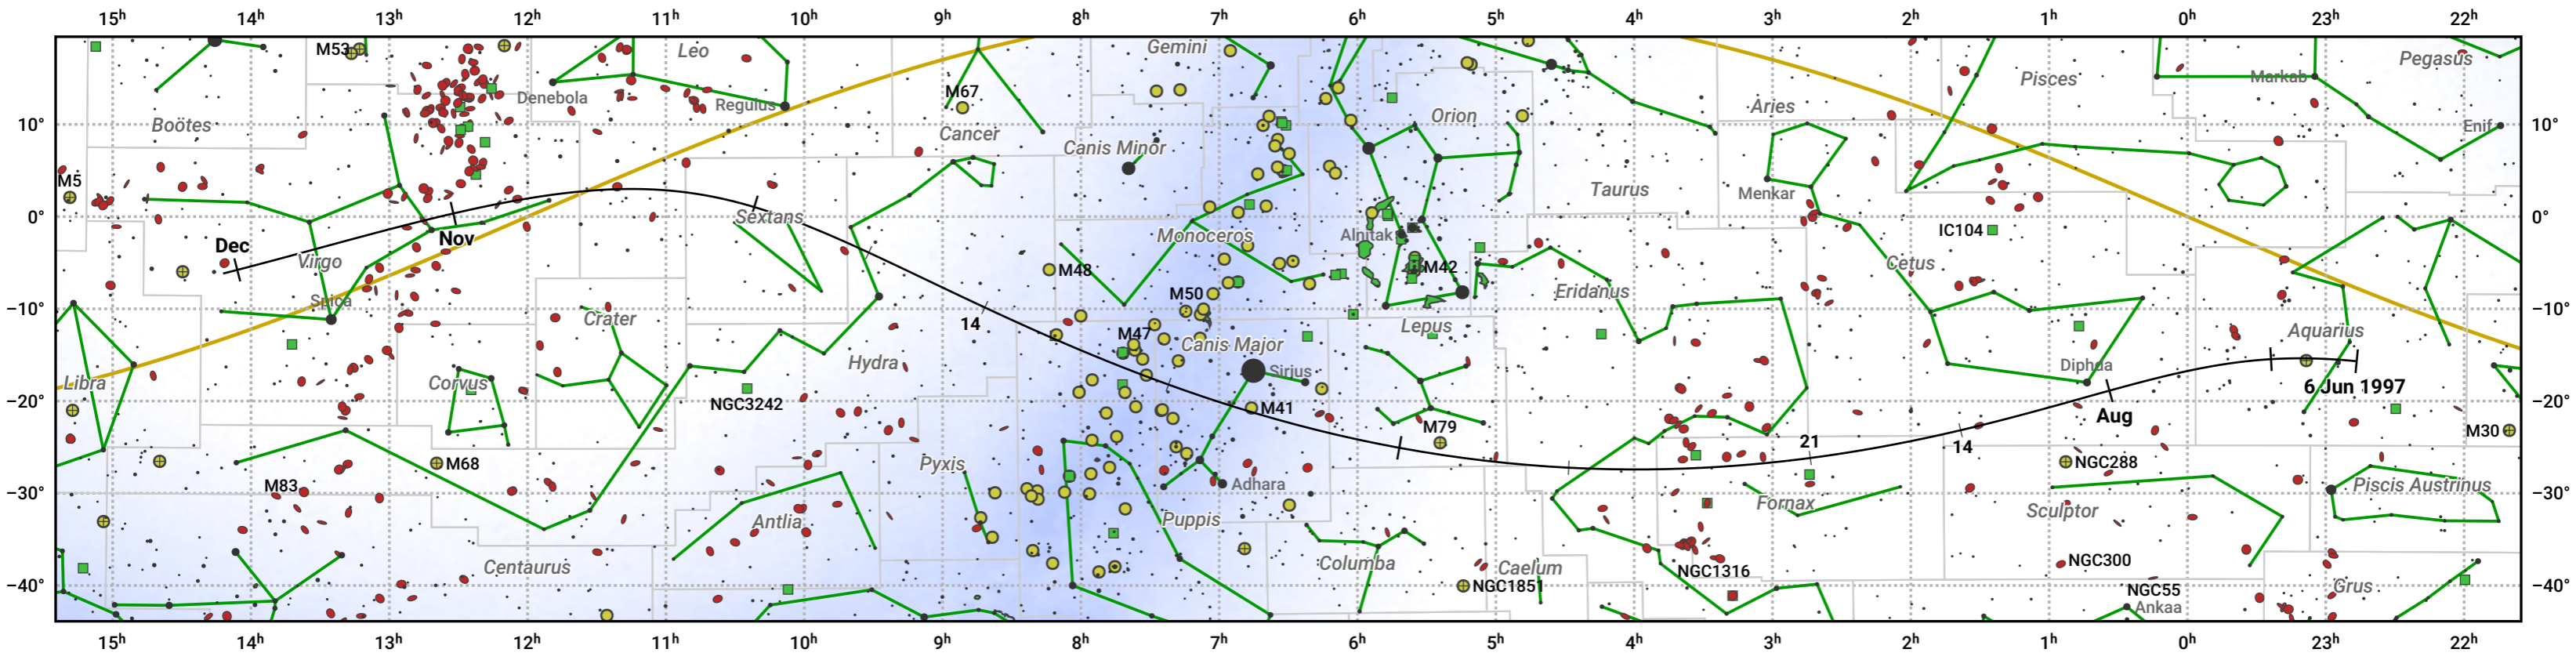 15h 14h 13h 12h 11h 10h 9h 8h 7h 6h 5h 4h 3h 2h 1h 0h 23h 22h
M53 Leo Gemini Pegasus
Denebola Regulus M67 Pisces Markab
10° Boötes Cancer Canis Minor Orion Aries Enif 10°
M5 Taurus Menkar
0° Sextans Monoceros Alnitak IC104 0°
Dec Nov Virgo M48 M42 Cetus
−10° Spica M50 Eridanus −10°
14 Crater M47 Canis Major Lepus Aquarius
Libra Corvus Hydra Sirius Diphda 6 Jun 1997
−20° NGC3242 M41 M79 Aug −20°
M68 Pyxis 21 14 NGC288 M30
−30° M83 Adhara Fornax Sculptor Piscis Austrinus −30°
Antlia Puppis
Centaurus Columba Caelum NGC1316 NGC300 Grus
−40° NGC1851 NGC55 −40°
Ankaa
15h 14h 13h 12h 11h 10h 9h 8h 7h 6h 5h 4h 3h 2h 1h 0h 23h 22h